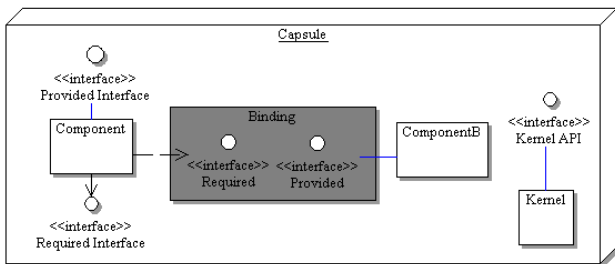 Capsule
<<interface>>
Provided Interface
Component
<<interface>>
Required Interface
Binding
<<interface>>
Required
<<interface>>
Provided
ComponentB
<<interface>>
Kernel API
Kernel